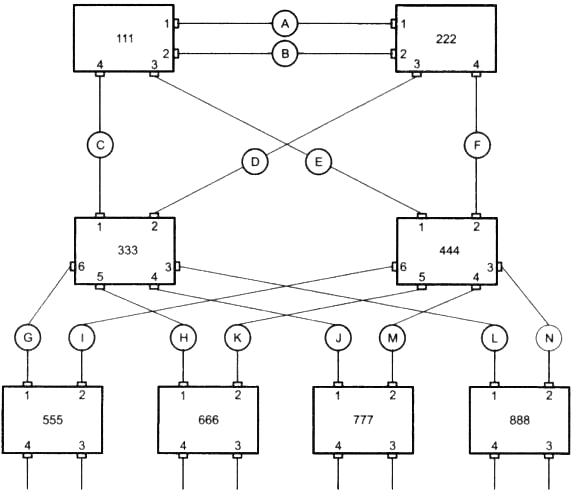 1 A 1
111 222
2 B 2
4 3 3 4
C D E F
1 2 1 2
333 444
6 3 6 3
5 4 5 4
G I H K J M L N
1 2 1 2 1 2 1 2
555 666 777 888
4 3 4 3 4 3 4 3